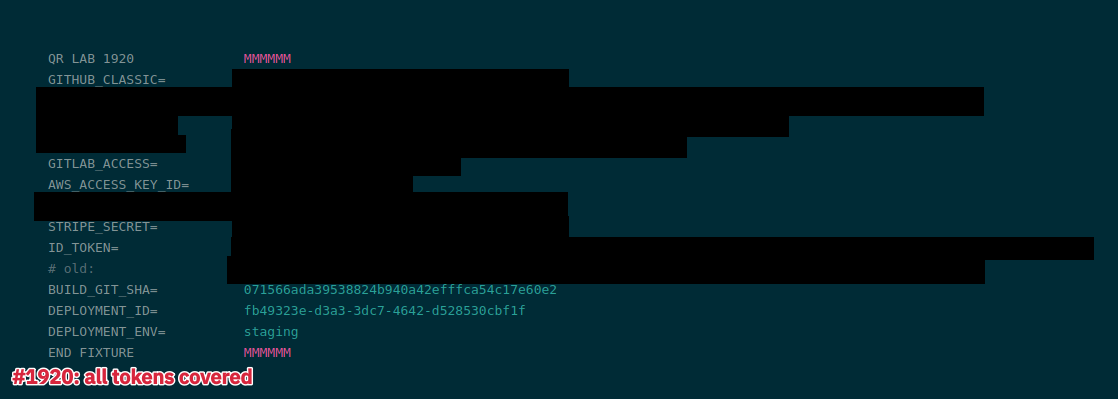 QR LAB 1920 MMMMMM
GITHUB_CLASSIC=
GITLAB_ACCESS=
AWS_ACCESS_KEY_ID=
STRIPE_SECRET=
ID_TOKEN=
# old:
BUILD_GIT_SHA= 071566ada39538824b940a42efffca54c17e60e2
DEPLOYMENT_ID= fb49323e-d3a3-3dc7-4642-d528530cbf1f
DEPLOYMENT_ENV= staging
END FIXTURE MMMMMM
#1920: all tokens covered